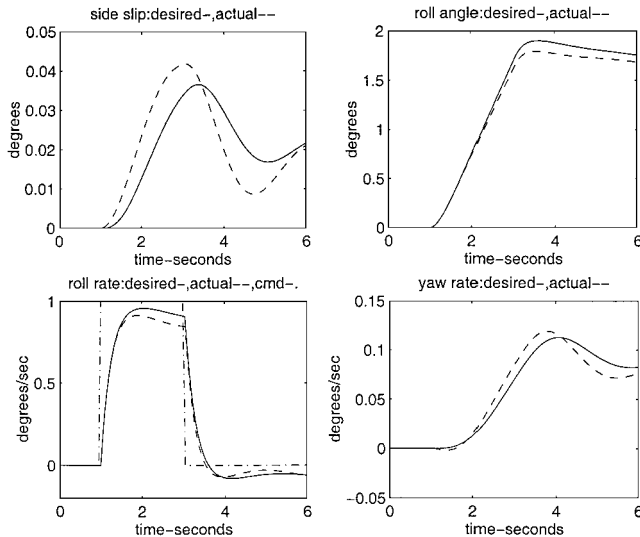 side slip:desired-,actual--
0.05
0.04
0.03
0.02
0.01
0
degrees
0
2
4
6
time-seconds
roll angle:desired-,actual--
2
1.5
1
0.5
0
degrees
0
2
4
6
time-seconds
roll rate:desired-,actual--,cmd-.
1
0.5
0
degrees/sec
0
2
4
6
time-seconds
yaw rate:desired-,actual--
0.15
0.1
0.05
0
-0.05
degrees/sec
0
2
4
6
time-seconds